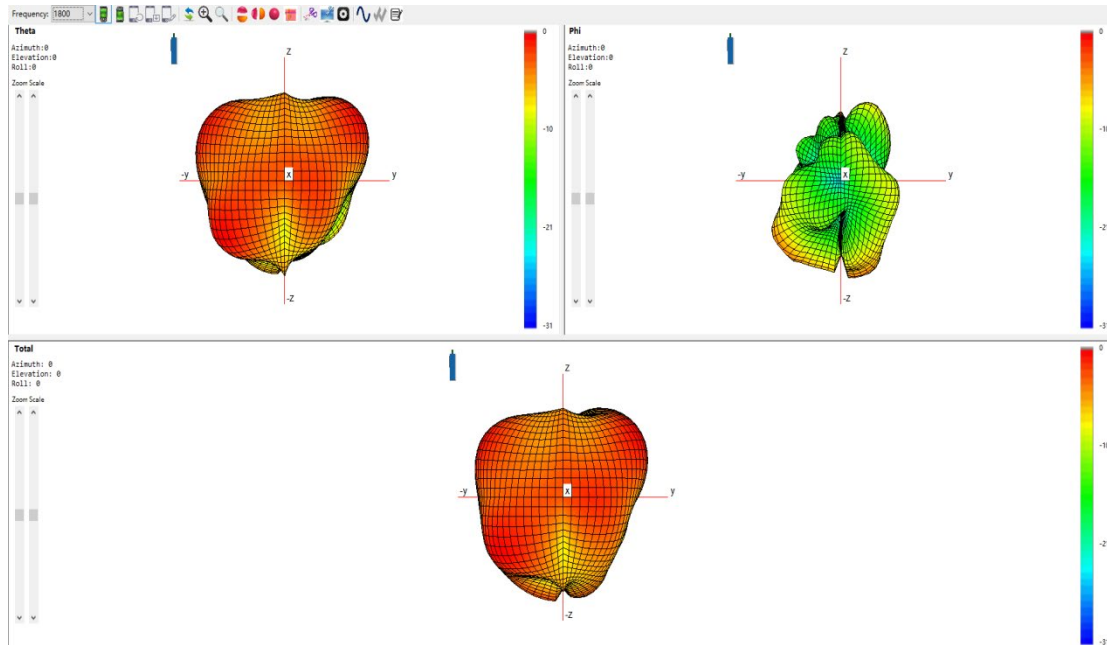 Frequency: 1800
Theta
Azimuth:0
Elevation:0
Roll:0
Zoom Scale
Z
-y
X
y
-Z
0
-10
-21
-31
Phi
Azimuth:0
Elevation:0
Roll:0
Zoom Scale
Z
-y
X
y
-Z
0
-10
Total
Azimuth: 0
Elevation: 0
Roll: 0
Zoom Scale
Z
-y
X
y
-Z
0